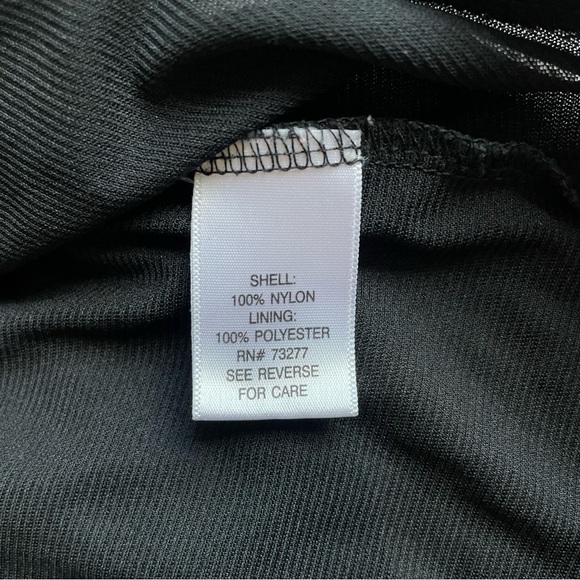 SHELL:
100% NYLON
LINING:
100% POLYESTER
RN# 73277
SEE REVERSE
FOR CARE